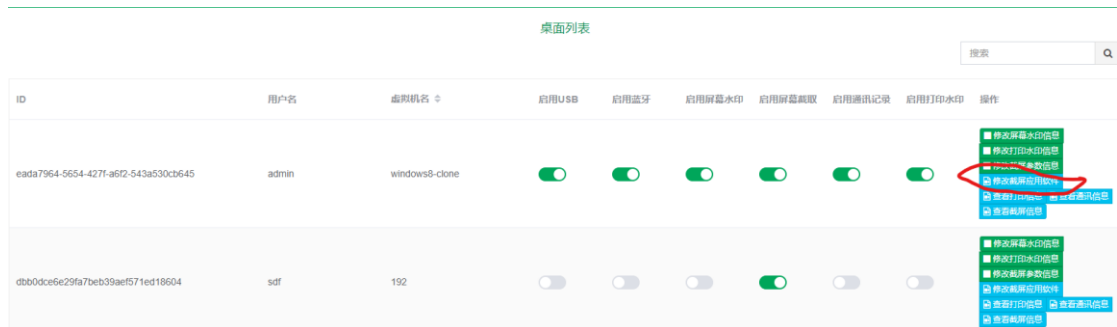 桌面列表
搜索
ID 用户名 虚拟机名 启用USB 启用蓝牙 启用屏幕水印 启用屏幕截取 启用通讯记录 启用打印水印 操作
修改屏幕水印信息
修改打印水印信息
修改截屏参数信息
eada7964-5654-427f-a6f2-543a530cb645 admin windows8-clone
修改截屏应用软件
查看打印信息 查看通讯信息
查看截屏信息
修改屏幕水印信息
修改打印水印信息
修改截屏参数信息
dbb0dce6e29fa7beb39aef571ed18604 sdf 192
修改截屏应用软件
查看打印信息 查看通讯信息
查看截屏信息